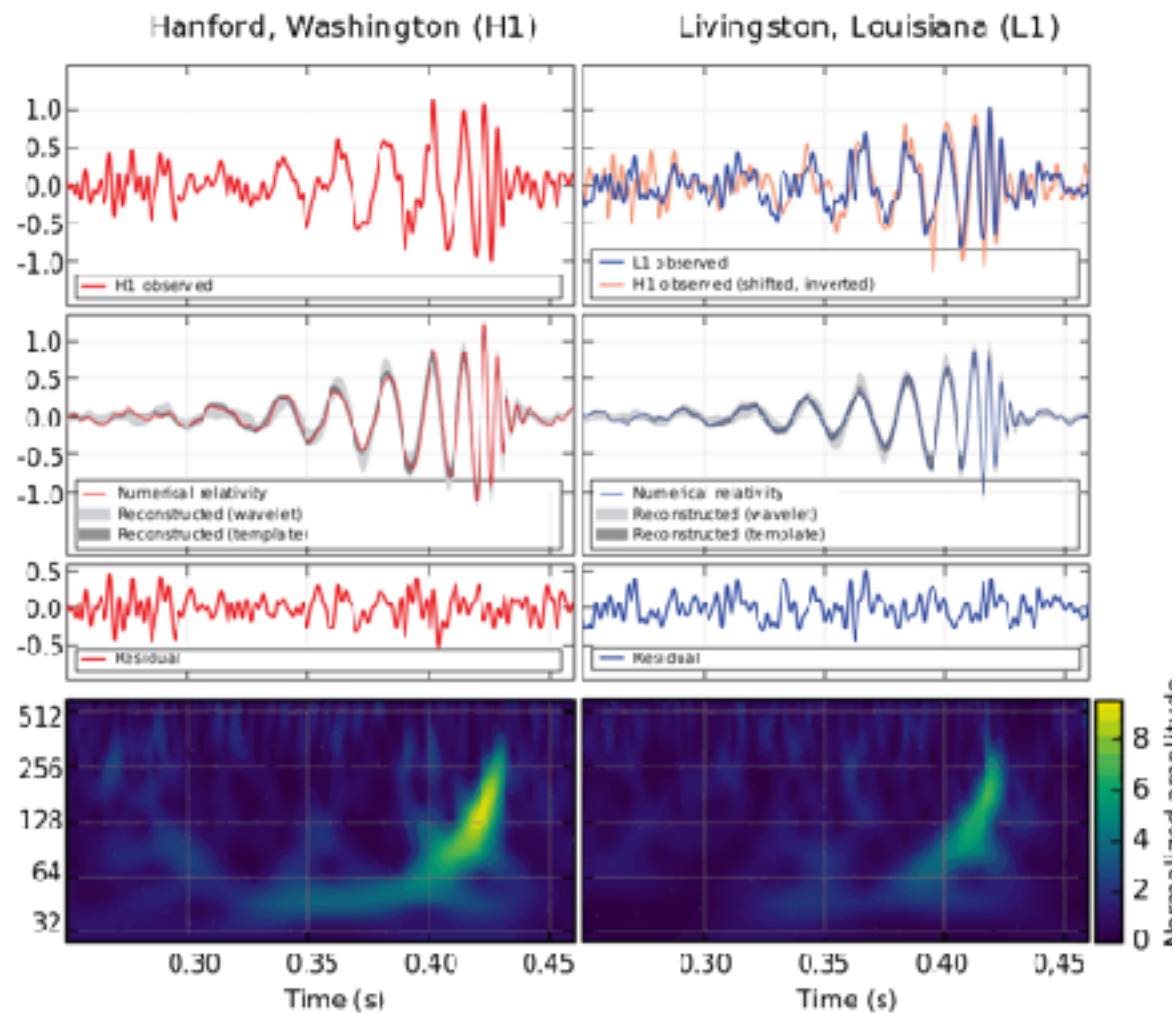 Hanford, Washington (H1)
Livingston, Louisiana (L1)
1.0
0.5
0.0
-0.5
-1.0
H1 observed
L1 observed
H1 observed (shifted, inverted)
1.0
0.5
0.0
-0.5
-1.0
Numerical relativity
Reconstructed (wavelet)
Reconstructed (template)
Numerical relativity
Reconstructed (wavelet)
Reconstructed (template)
0.5
0.0
-0.5
Residual
Residual
512
256
128
64
32
8
6
4
2
0
Normalized amplitude
0.30 0.35 0.40 0.45
0.30 0.35 0.40 0.45
Time (s)
Time (s)